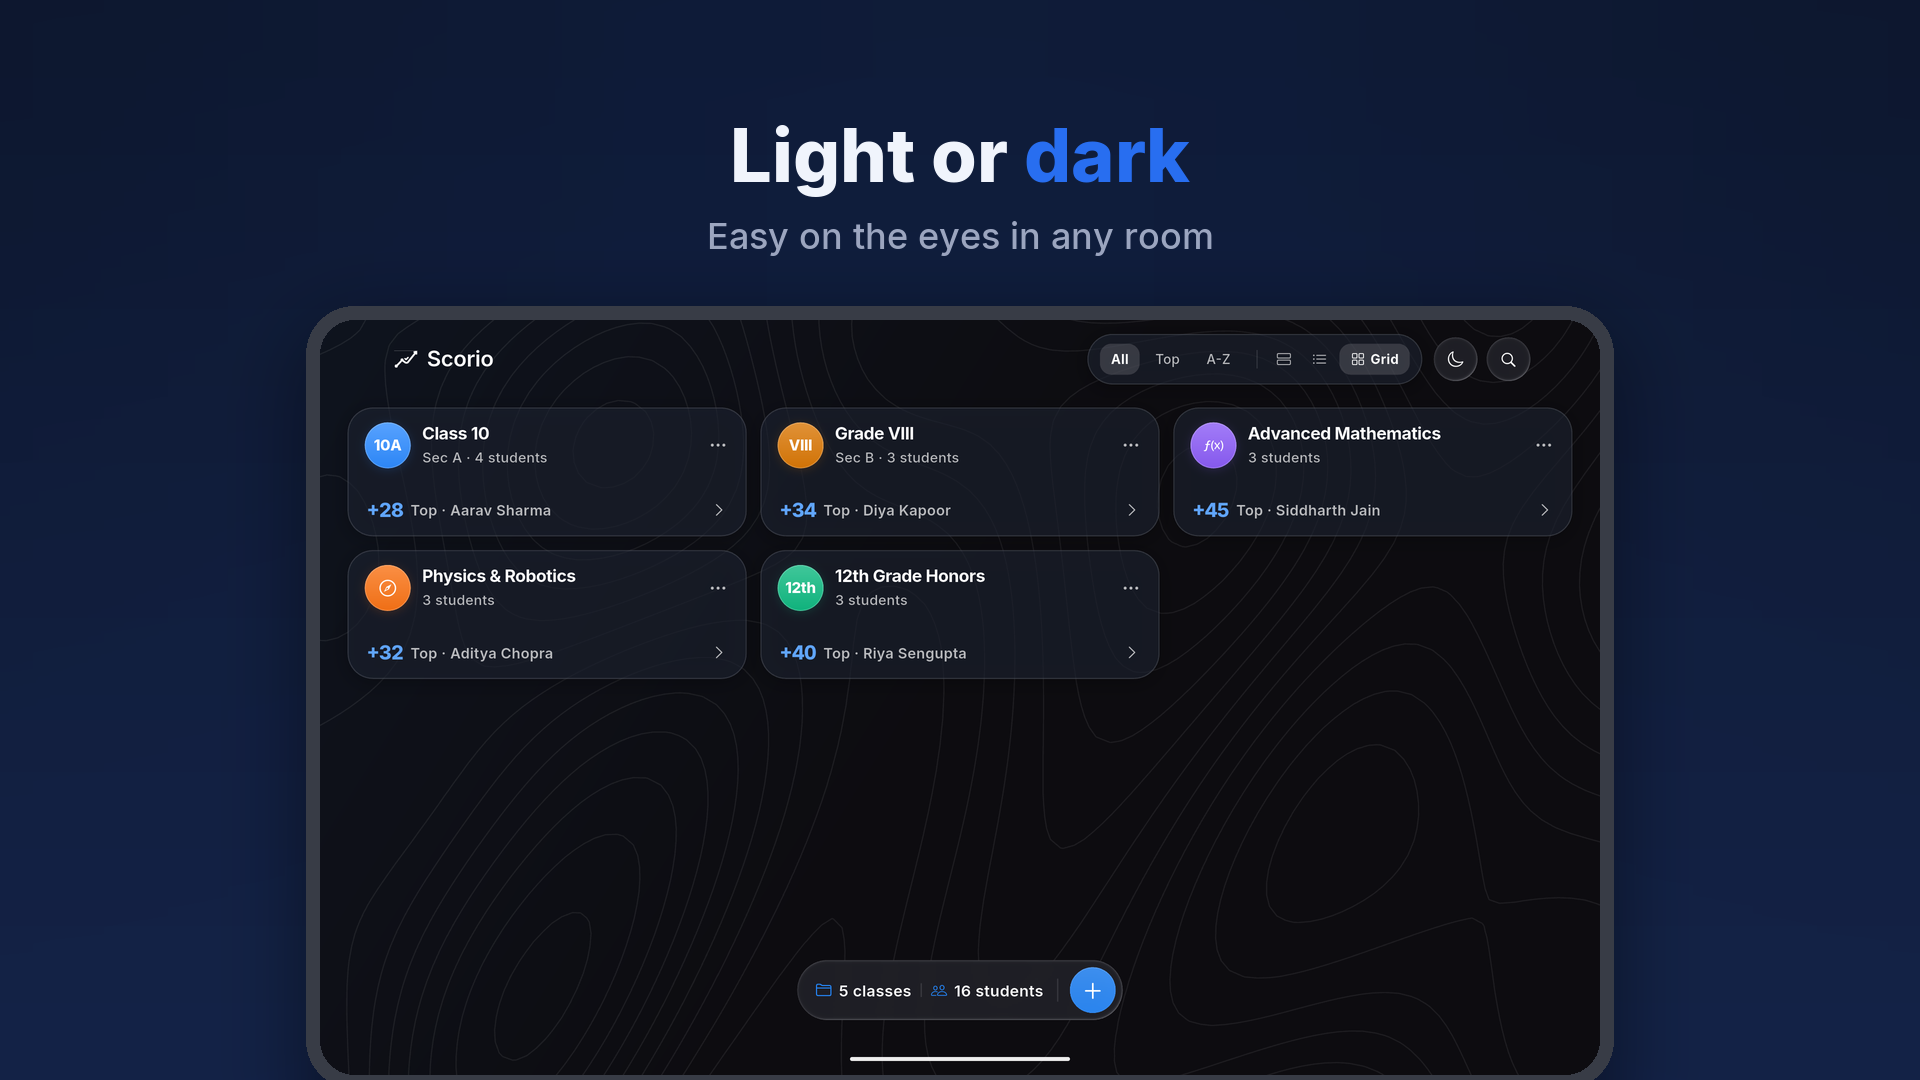 Light or dark
Easy on the eyes in any room
Scorio
All Top A-Z Grid
10A Class 10
Sec A · 4 students
+28 Top · Aarav Sharma
VIII Grade VIII
Sec B · 3 students
+34 Top · Diya Kapoor
f(x) Advanced Mathematics
3 students
+45 Top · Siddharth Jain
Physics & Robotics
3 students
+32 Top · Aditya Chopra
12th 12th Grade Honors
3 students
+40 Top · Riya Sengupta
5 classes 16 students